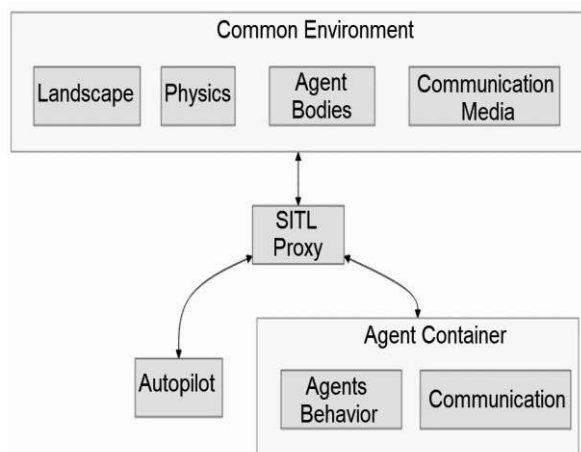 Common Environment
Landscape
Physics
Agent
Bodies
Communication
Media
SITL
Proxy
Autopilot
Agent Container
Agents
Behavior
Communication